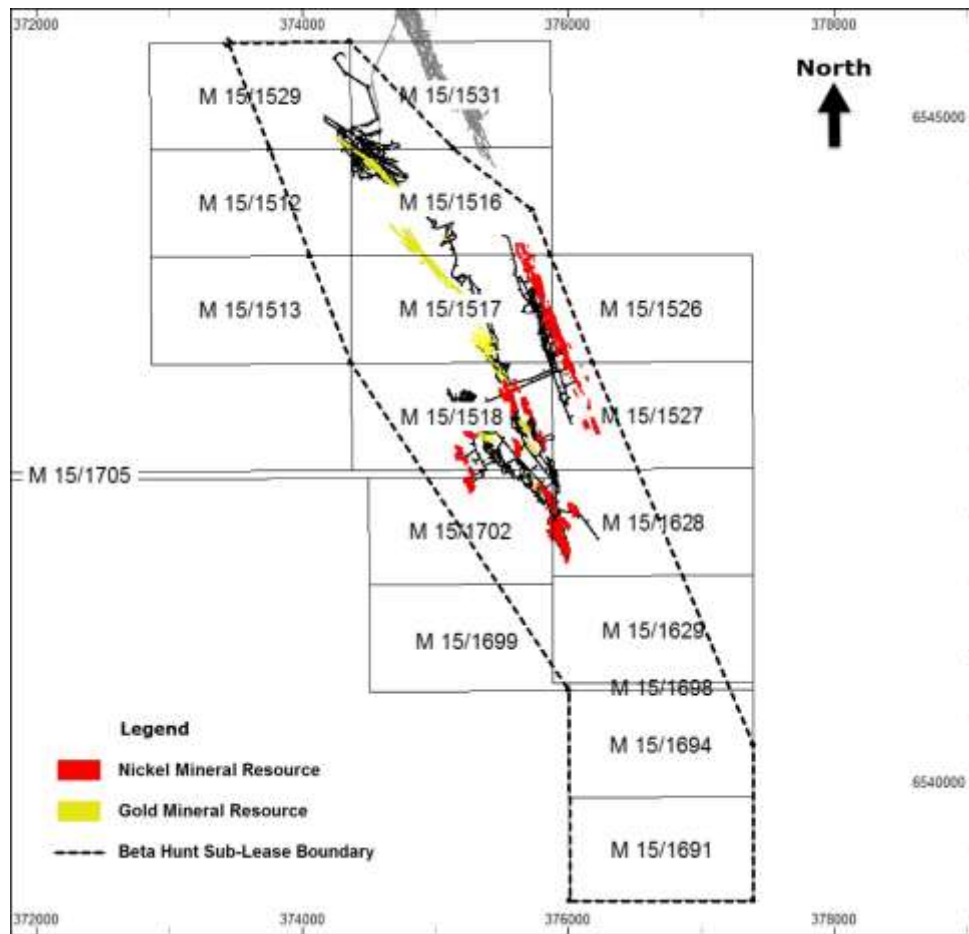 372000 374000 376000 378000
North
6545000
M 15/1529 M 15/1531
M 15/1512 M 15/1516
M 15/1513 M 15/1517 M 15/1526
M 15/1518 M 15/1527
M 15/1705
M 15/1702 M 15/1628
M 15/1699 M 15/1629
M 15/1698
Legend
M 15/1694
Nickel Mineral Resource
6540000
Gold Mineral Resource
Beta Hunt Sub-Lease Boundary
M 15/1691
372000 374000 376000 378000